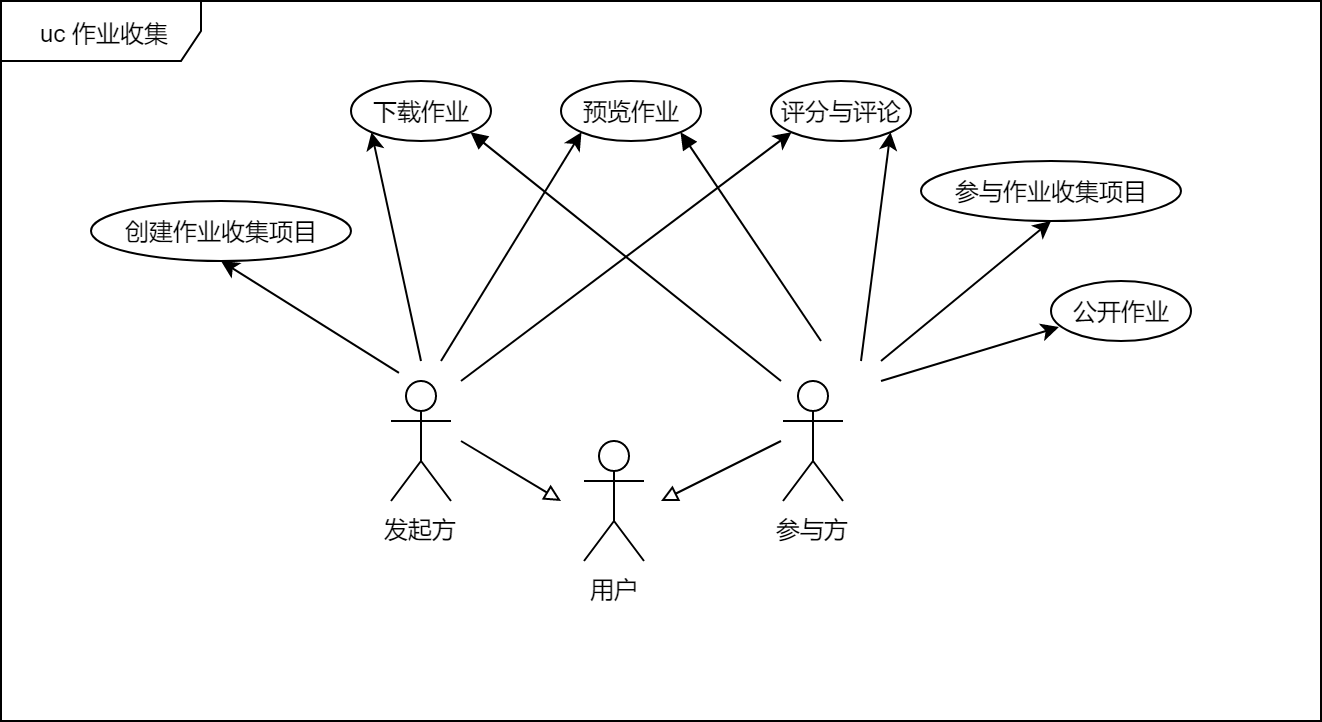 uc 作业收集
下载作业
预览作业
评分与评论
参与作业收集项目
创建作业收集项目
公开作业
发起方
参与方
用户